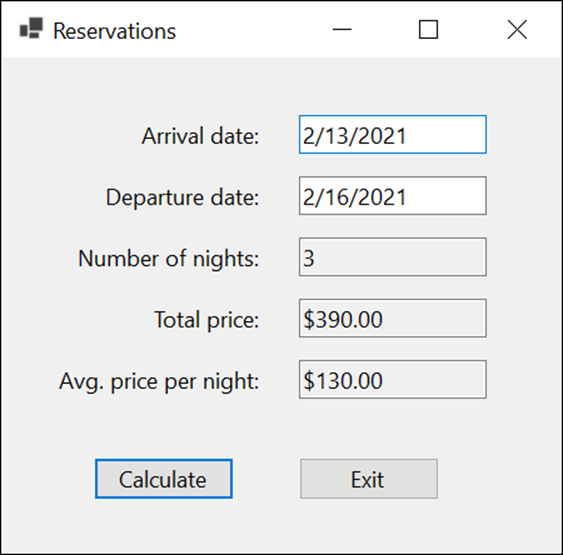 Reservations
Arrival date: 2/13/2021
Departure date: 2/16/2021
Number of nights: 3
Total price: $390.00
Avg. price per night: $130.00
Calculate Exit